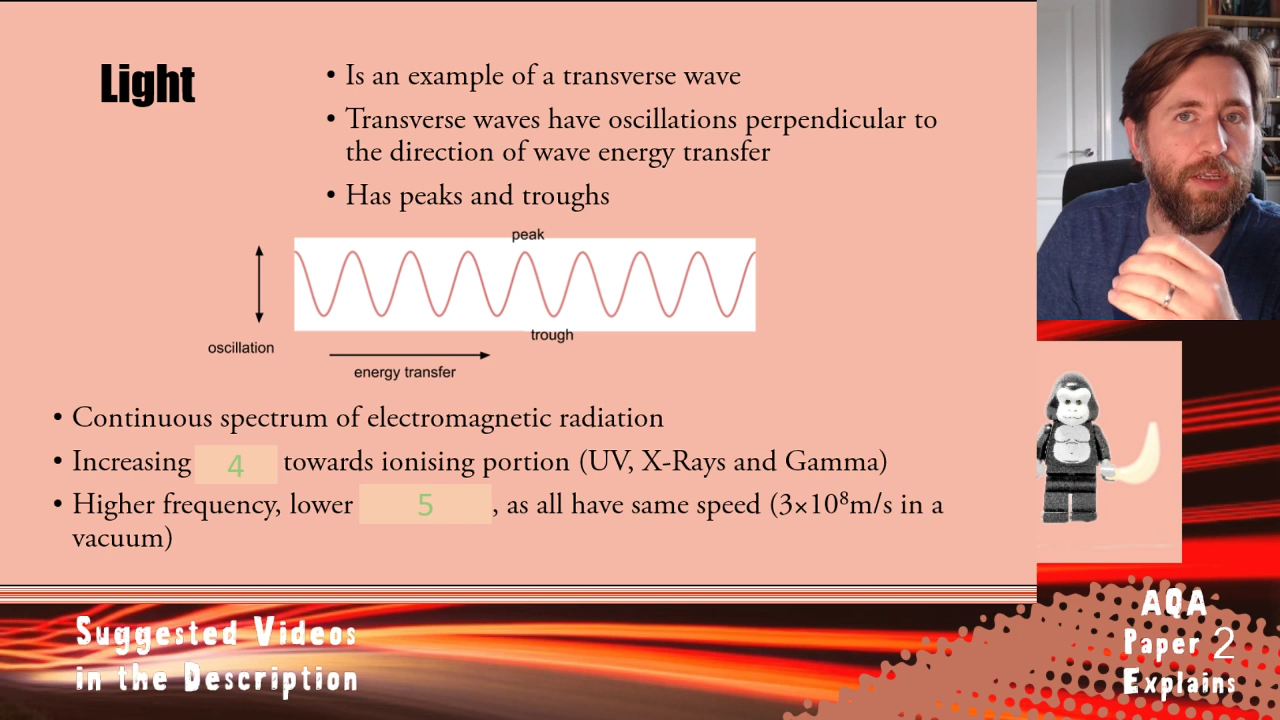 Light
• Is an example of a transverse wave
• Transverse waves have oscillations perpendicular to
the direction of wave energy transfer
• Has peaks and troughs
peak
trough
oscillation
energy transfer
• Continuous spectrum of electromagnetic radiation
• Increasing 4 towards ionising portion (UV, X-Rays and Gamma)
• Higher frequency, lower 5 , as all have same speed (3×10⁸m/s in a
vacuum)
Suggested Videos
in the Description
AQA
Paper 2
Explains